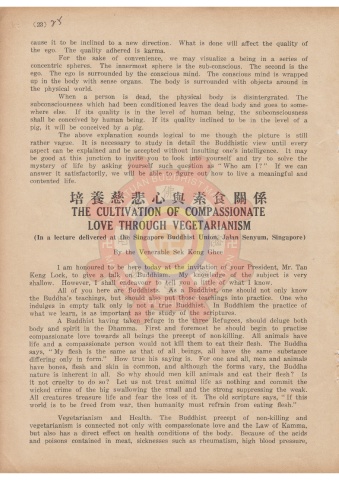 (28)
cause it to be inclined to a new direction. What is done will affect the quality of
the ego. The quality adhered is karma.
For the sake of convenience, we may visualize a being in a series of
concentric spheres. The innermost sphere is the sub-conscious. The second is the
ego. The ego is surrounded by the conscious mind. The conscious mind is wrapped
up in the body with sense organs. The body is surrounded with objects around in
the physical world.
When a person is dead, the physical body is disintegrated. The
subconsciousness which had been conditioned leaves the dead body and goes to some-
where else. If its quality is in the level of human being, the subconsciousness
shall be conceived by human being. If its quality inclined to be in the level of a
pig, it will be conceived by a pig.
The above explanation sounds logical to me though the picture is still
rather vague. It is necessary to study in detail the Buddhistic view until every
aspect can be explained and be accepted without insulting one's intelligence. It may
be good at this junction to invite you to look into yourself and try to solve the
mystery of life by asking yourself such question as "Who am I?" If we can
answer it satisfactorily, we will be able to figure out how to live a meaningful and
contented life.
培養慈悲心與素食關係
THE CULTIVATION OF COMPASSIONATE
LOVE THROUGH VEGETARIANISM
(In a lecture delivered at the Singapore Buddhist Union, Jalan Senyum, Singapore)
By the Venerable Sek Kong Ghee
I am honoured to be here today at the invitation of your President, Mr. Tan
Keng Lock, to give a talk on Buddhism. My knowledge of the subject is very
shallow. However, I shall endeavour to tell you a little of what I know.
All of you here are Buddhists. As a Buddhist, one should not only know
the Buddha's teachings, but should also put those teachings into practice. One who
indulges in empty talk only is not a true Buddhist. In Buddhism the practice of
what we learn, is as important as the study of the scriptures.
A Buddhist having taken refuge in the three Refugees, should deluge both
body and spirit in the Dhamma. First and foremost he should begin to practise
compassionate love towards all beings the precept of non-killing. All animals have
life and a compassionate person would not kill them to eat their flesh. The Buddha
says, "My flesh is the same as that of all beings, all have the same substance
differing only in form." How true his saying is. For one and all, men and animals
have bones, flesh and skin in common, and although the forms vary, the Buddha
nature is inherent in all. So why should men kill animals and eat their flesh? Is
it not cruelty to do so? Let us not treat animal life as nothing and commit the
wicked crime of the big swallowing the small and the strong suppressing the weak.
All creatures treasure life and fear the loss of it. The old scripture says, "If this
world is to be freed from war, then humanity must refrain from eating flesh."
Vegetarianism and Health. The Buddhist precept of non-killing and
vegetarianism is connected not only with compassionate love and the Law of Kamma,
but also has a direct effect on health conditions of the body. Because of the acids
and poisons contained in meat, sicknesses such as rheumatism, high blood pressure,